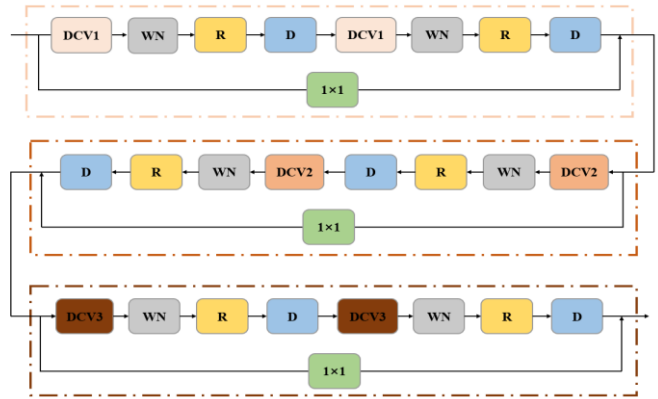 DCV1 WN R D DCV1 WN R D
1×1
D R WN DCV2 D R WN DCV2
1×1
DCV3 WN R D DCV3 WN R D
1×1